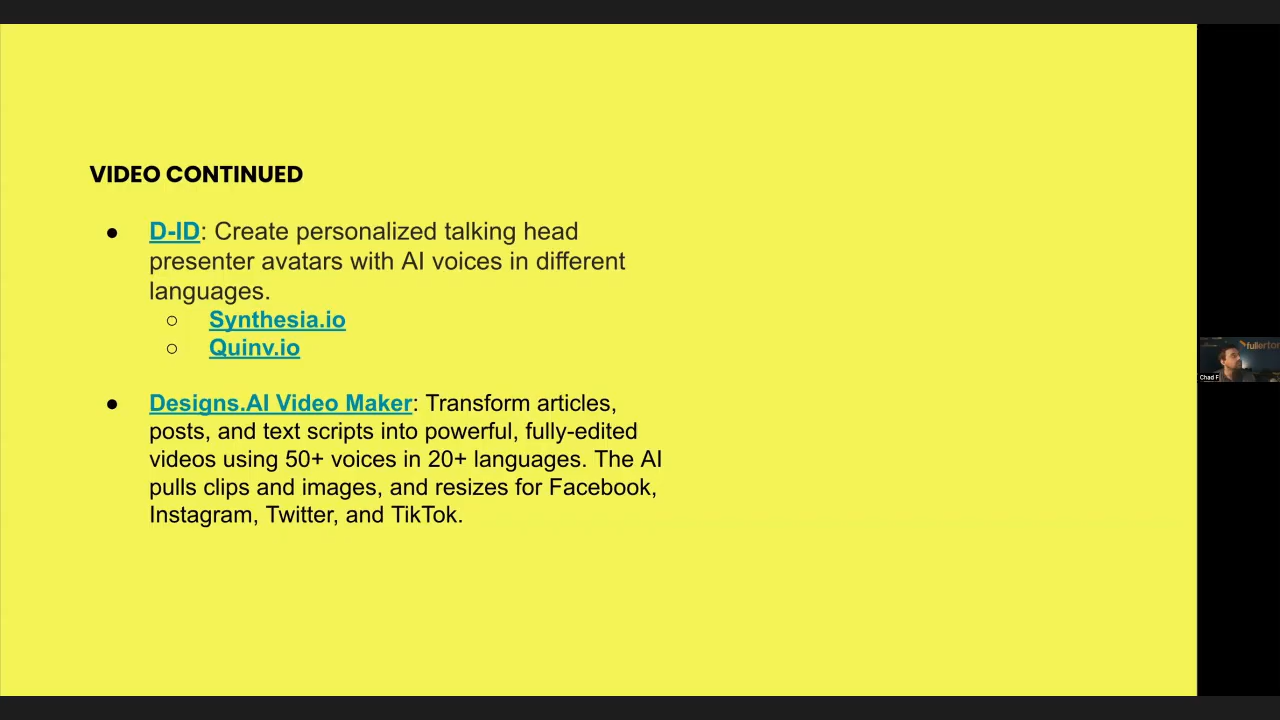 VIDEO CONTINUED
● D-ID: Create personalized talking head
presenter avatars with AI voices in different
languages.
○ Synthesia.io
○ Quinv.io
● Designs.AI Video Maker: Transform articles,
posts, and text scripts into powerful, fully-edited
videos using 50+ voices in 20+ languages. The AI
pulls clips and images, and resizes for Facebook,
Instagram, Twitter, and TikTok.
fullerton
Chad F